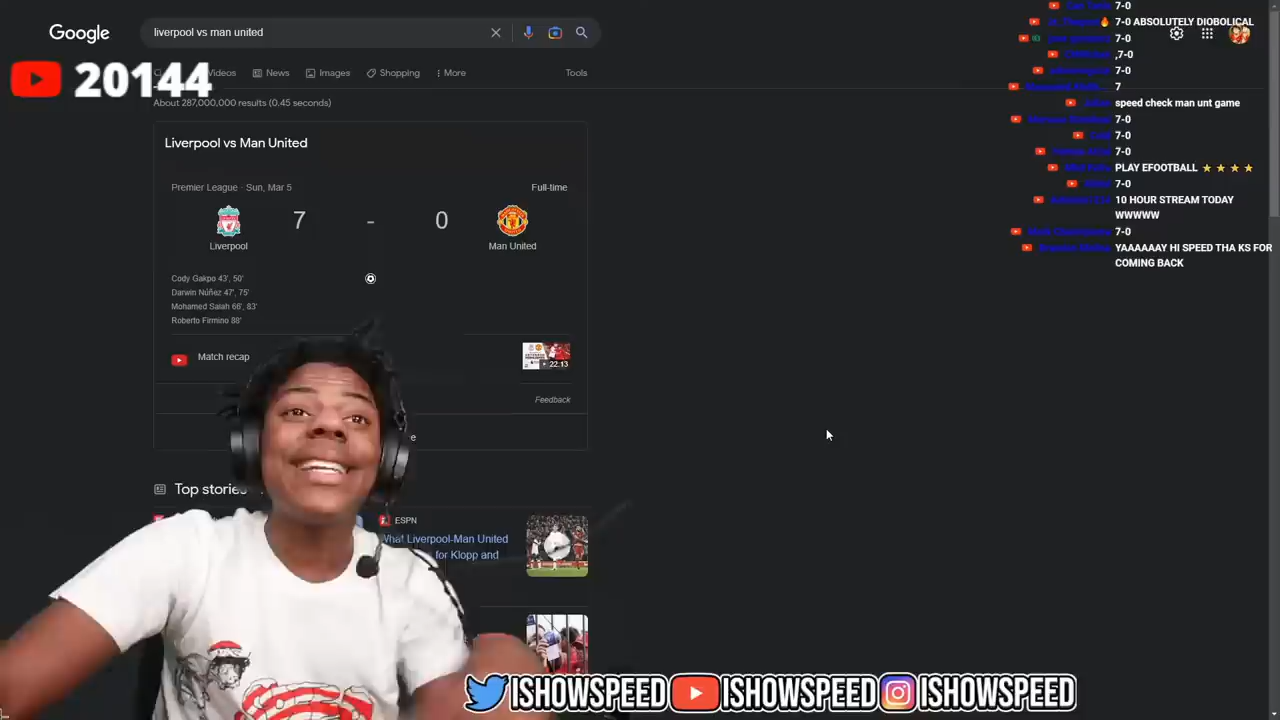 Google
liverpool vs man united
Videos
News
Images
Shopping
More
Tools
20144
About 287,000,000 results (0.45 seconds)
Liverpool vs Man United
Premier League · Sun, Mar 5
Full-time
7 - 0
Liverpool
Man United
Cody Gakpo 43', 50'
Darwin Núñez 47', 75'
Mohamed Salah 66', 83'
Roberto Firmino 88'
Match recap
22:13
Feedback
Top stories
ESPN
What Liverpool-Man United
for Klopp and
7-0
7-0 ABSOLUTELY DIOBOLICAL
7-0
,7-0
7-0
7
speed check man unt game
7-0
7-0
7-0
PLAY EFOOTBALL ⭐⭐⭐⭐
7-0
10 HOUR STREAM TODAY
WWWWW
7-0
YAAAAAAY HI SPEED THA KS FOR
COMING BACK
ISHOWSPEED
ISHOWSPEED
ISHOWSPEED